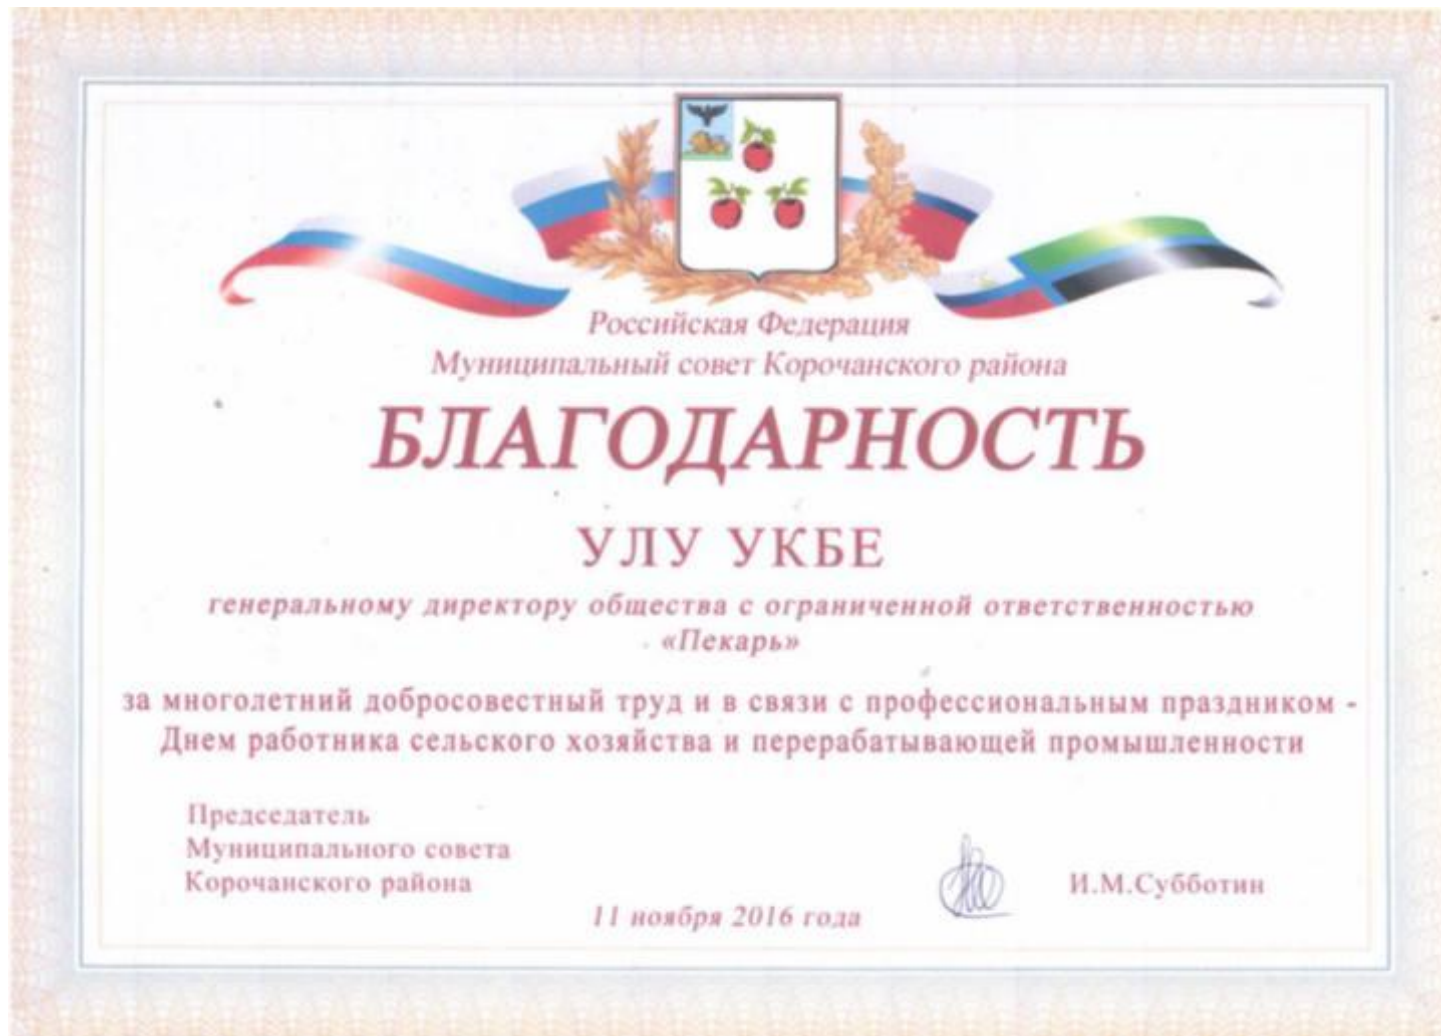 Российская Федерация
Муниципальный совет Корочанского района
БЛАГОДАРНОСТЬ
УЛУ УКБЕ
генеральному директору общества с ограниченной ответственностью
«Пекарь»
за многолетний добросовестный труд и в связи с профессиональным праздником -
Днем работника сельского хозяйства и перерабатывающей промышленности
Председатель
Муниципального совета
Корочанского района
И.М.Субботин
11 ноября 2016 года